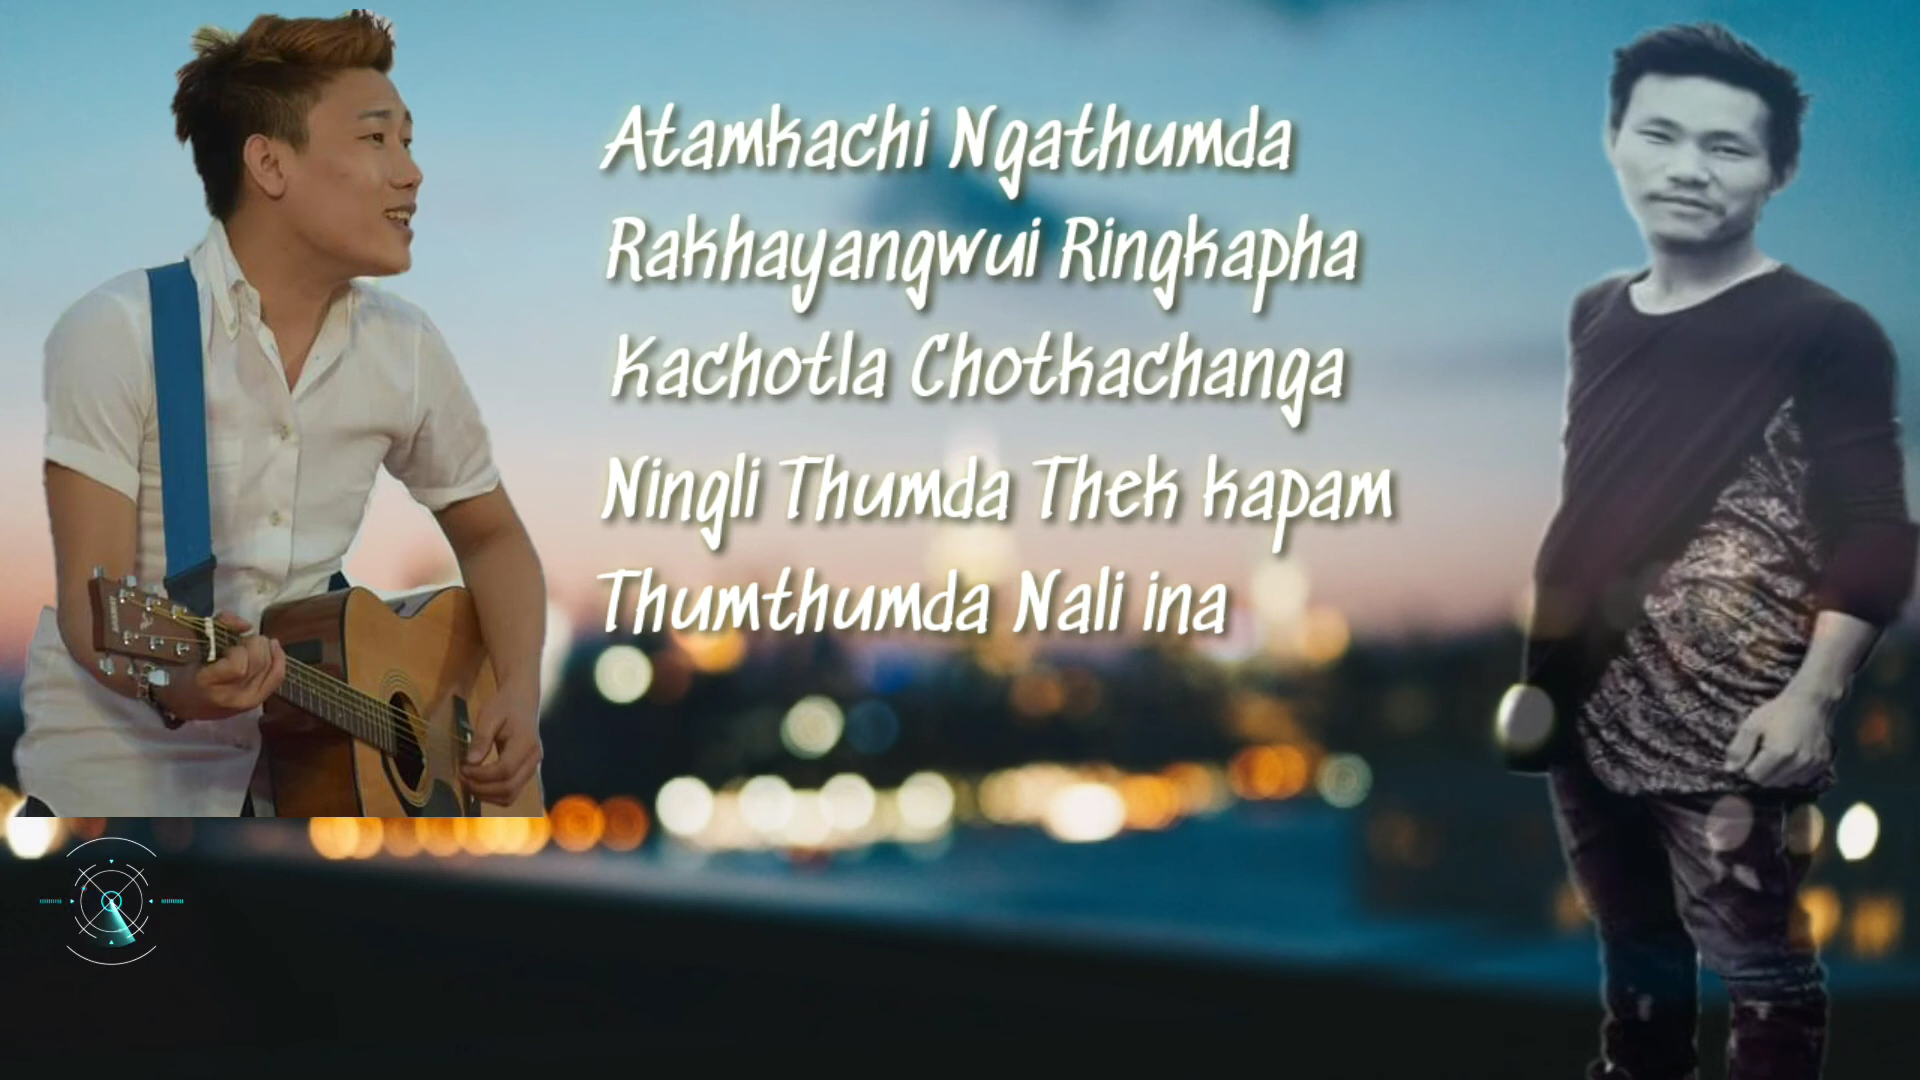 Atamkachi Ngathumda
Rakhayangwui Ringkapha
Kachotla Chotkachanga
Ningli Thumda Thek kapam
Thumthumda Nali ina